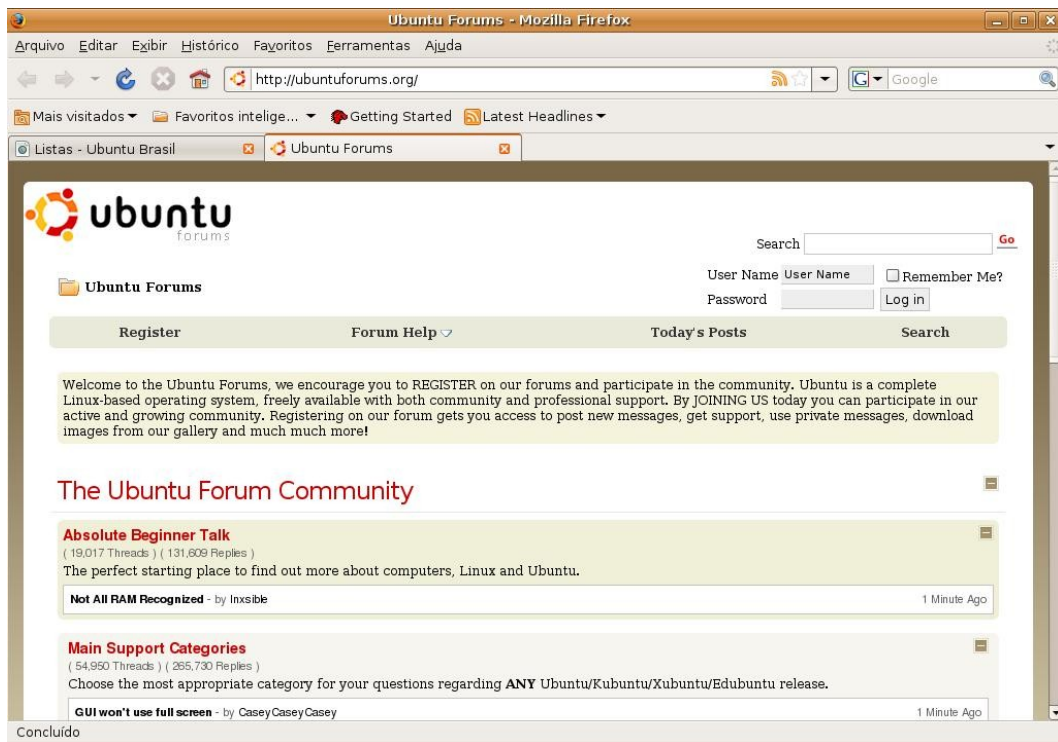 Ubuntu Forums - Mozilla Firefox
Arquivo Editar Exibir Histórico Favoritos Ferramentas Ajuda
http://ubuntuforums.org/ G Google
Mais visitados Favoritos intelige... Getting Started Latest Headlines
Listas - Ubuntu Brasil Ubuntu Forums
ubuntu
forums
Search Go
Ubuntu Forums
User Name User Name Remember Me?
Password Log in
Register Forum Help Today's Posts Search
Welcome to the Ubuntu Forums, we encourage you to REGISTER on our forums and participate in the community. Ubuntu is a complete
Linux-based operating system, freely available with both community and professional support. By JOINING US today you can participate in our
active and growing community. Registering on our forum gets you access to post new messages, get support, use private messages, download
images from our gallery and much much more!
The Ubuntu Forum Community
Absolute Beginner Talk
( 19,017 Threads ) ( 131,609 Replies )
The perfect starting place to find out more about computers, Linux and Ubuntu.
Not All RAM Recognized - by Inxsible 1 Minute Ago
Main Support Categories
( 54,950 Threads ) ( 265,730 Replies )
Choose the most appropriate category for your questions regarding ANY Ubuntu/Kubuntu/Xubuntu/Edubuntu release.
GUI won't use full screen - by CaseyCaseyCasey 1 Minute Ago
Concluído